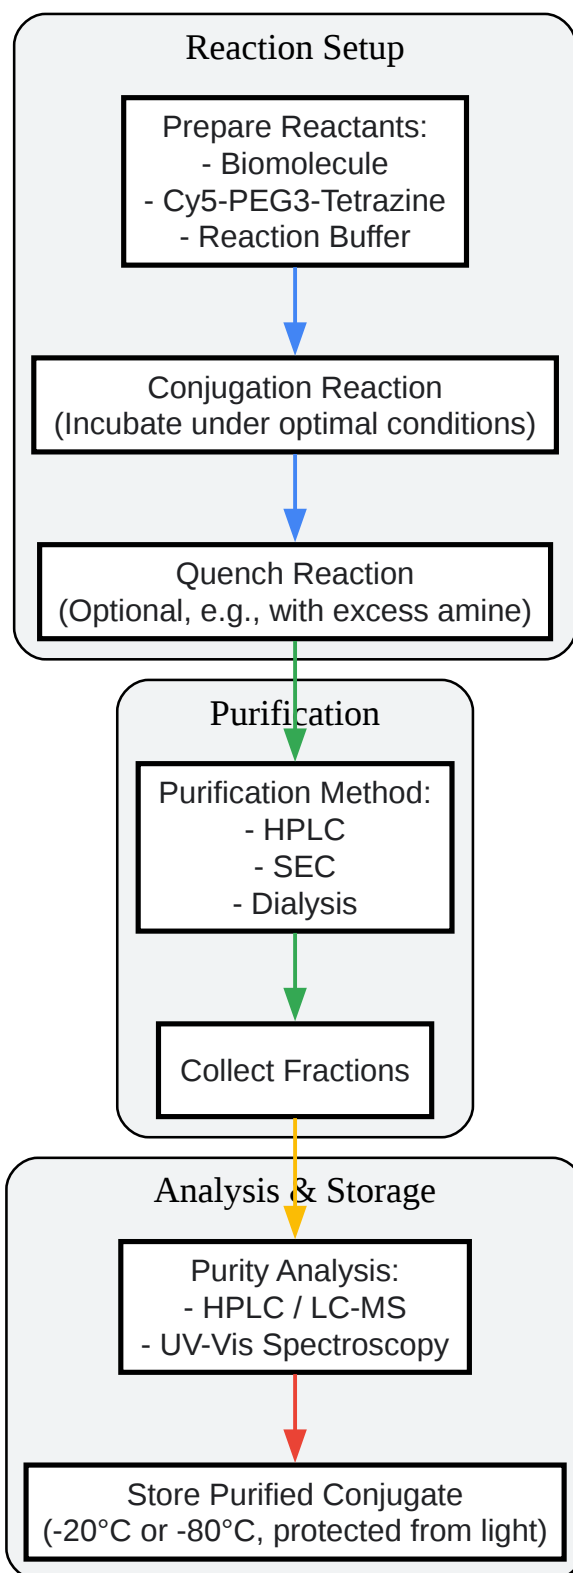 Reaction Setup
Prepare Reactants:
- Biomolecule
- Cy5-PEG3-Tetrazine
- Reaction Buffer
Conjugation Reaction
(Incubate under optimal conditions)
Quench Reaction
(Optional, e.g., with excess amine)
Purification
Purification Method:
- HPLC
- SEC
- Dialysis
Collect Fractions
Analysis & Storage
Purity Analysis:
- HPLC / LC-MS
- UV-Vis Spectroscopy
Store Purified Conjugate
(-20°C or -80°C, protected from light)